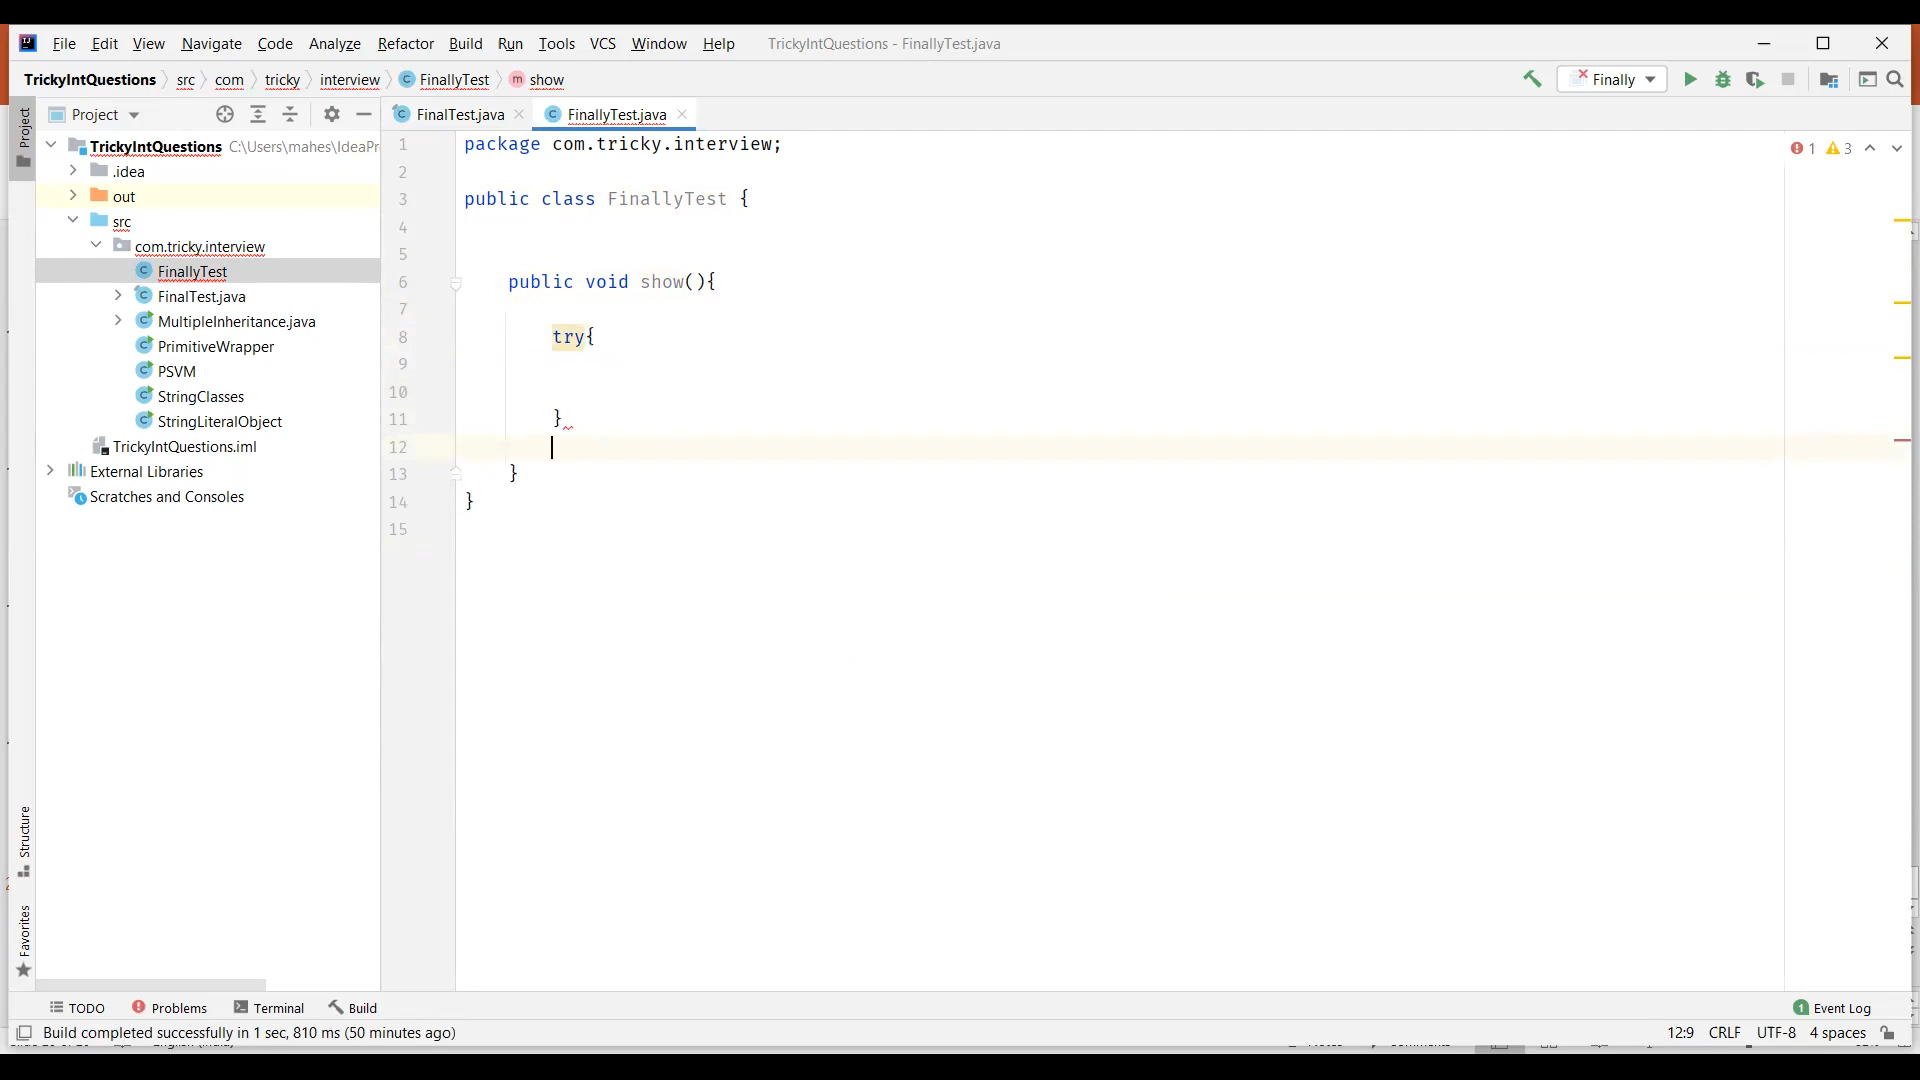 File Edit View Navigate Code Analyze Refactor Build Run Tools VCS Window Help TrickyIntQuestions - FinallyTest.java
TrickyIntQuestions src com tricky interview FinallyTest show Finally
Project
Project
FinalTest.java FinallyTest.java
TrickyIntQuestions C:\Users\mahes\IdeaPr
.idea
out
src
com.tricky.interview
FinallyTest
FinalTest.java
MultipleInheritance.java
PrimitiveWrapper
PSVM
StringClasses
StringLiteralObject
TrickyIntQuestions.iml
External Libraries
Scratches and Consoles
1 package com.tricky.interview;
2
3 public class FinallyTest {
4
5
6 public void show(){
7
8 try{
9
10
11 }
12
13 }
14 }
15
1 3
Structure
Favorites
TODO Problems Terminal Build 1 Event Log
Build completed successfully in 1 sec, 810 ms (50 minutes ago) 12:9 CRLF UTF-8 4 spaces